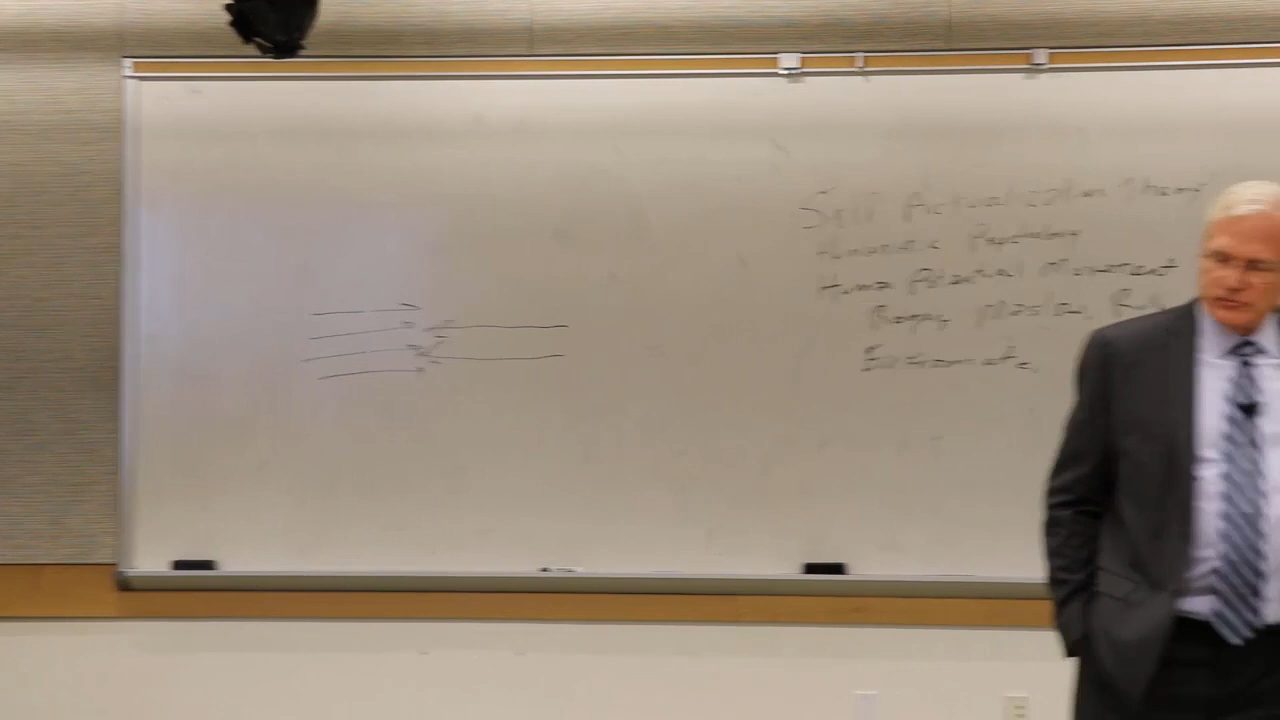 Self Actualization Theory
Humanistic Psychology
Human Potential Movement
Rogers, Maslow,